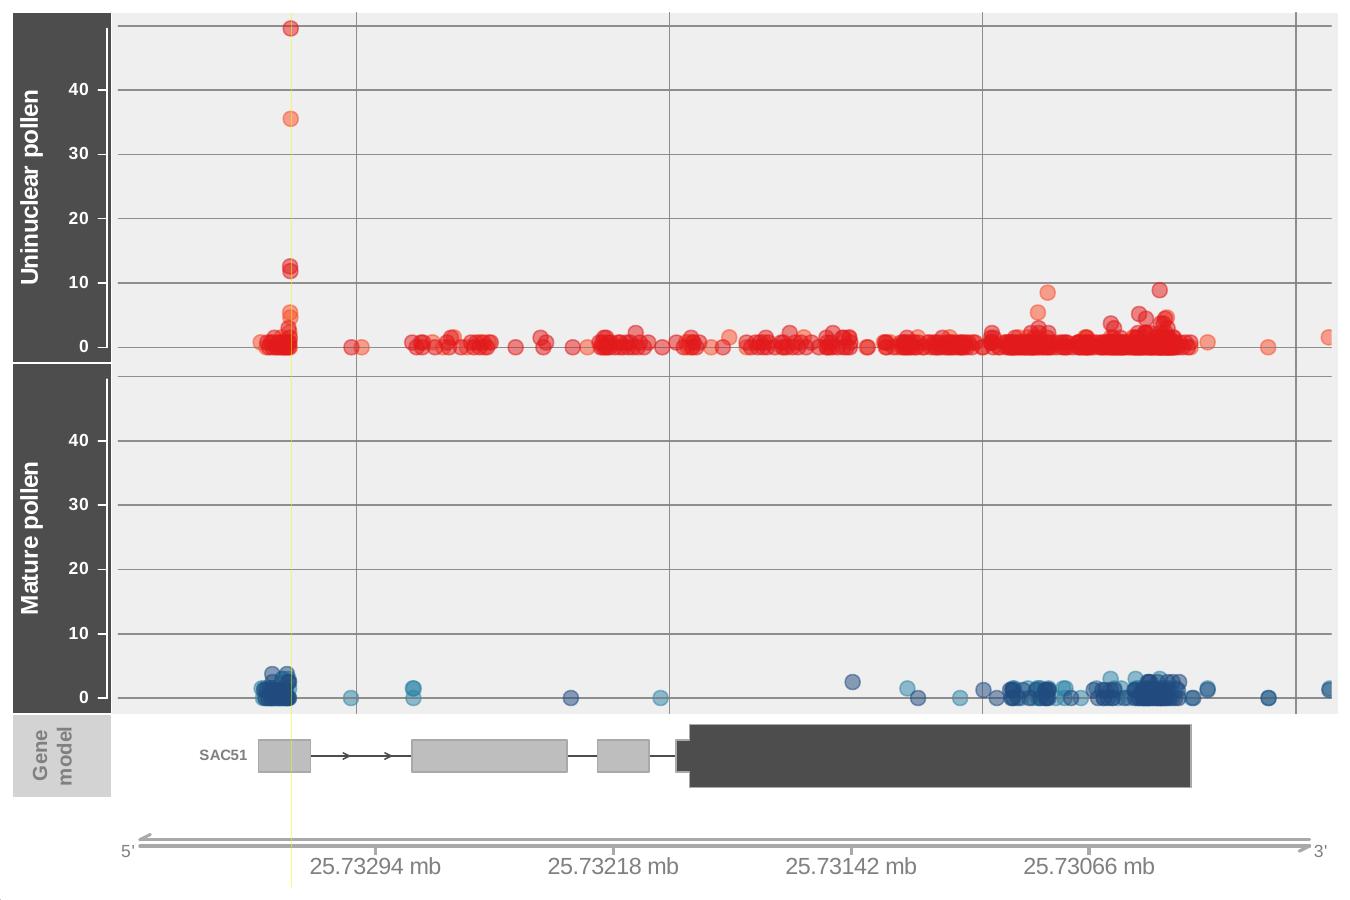 Uninuclear pollen
40
30
20
10
0
Mature pollen
40
30
20
10
0
Gene
model
SAC51
5'
3'
25.73294 mb
25.73218 mb
25.73142 mb
25.73066 mb